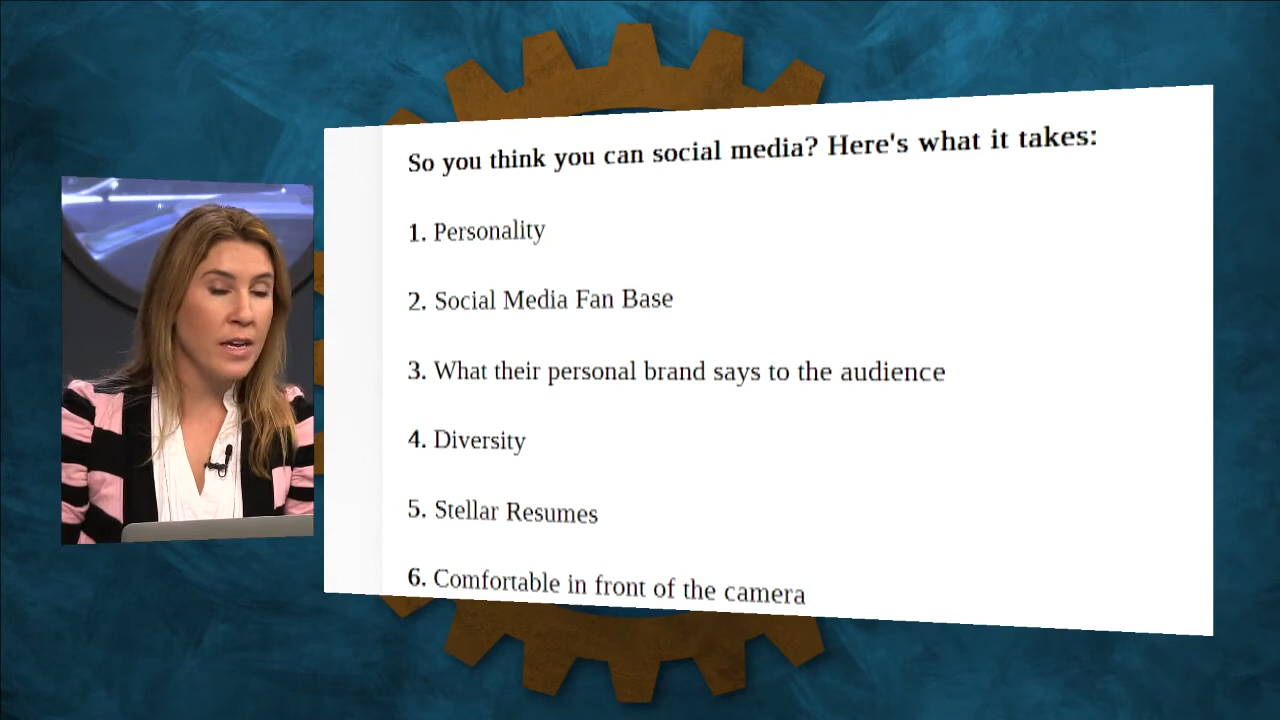 So you think you can social media? Here's what it takes:
1. Personality
2. Social Media Fan Base
3. What their personal brand says to the audience
4. Diversity
5. Stellar Resumes
6. Comfortable in front of the camera